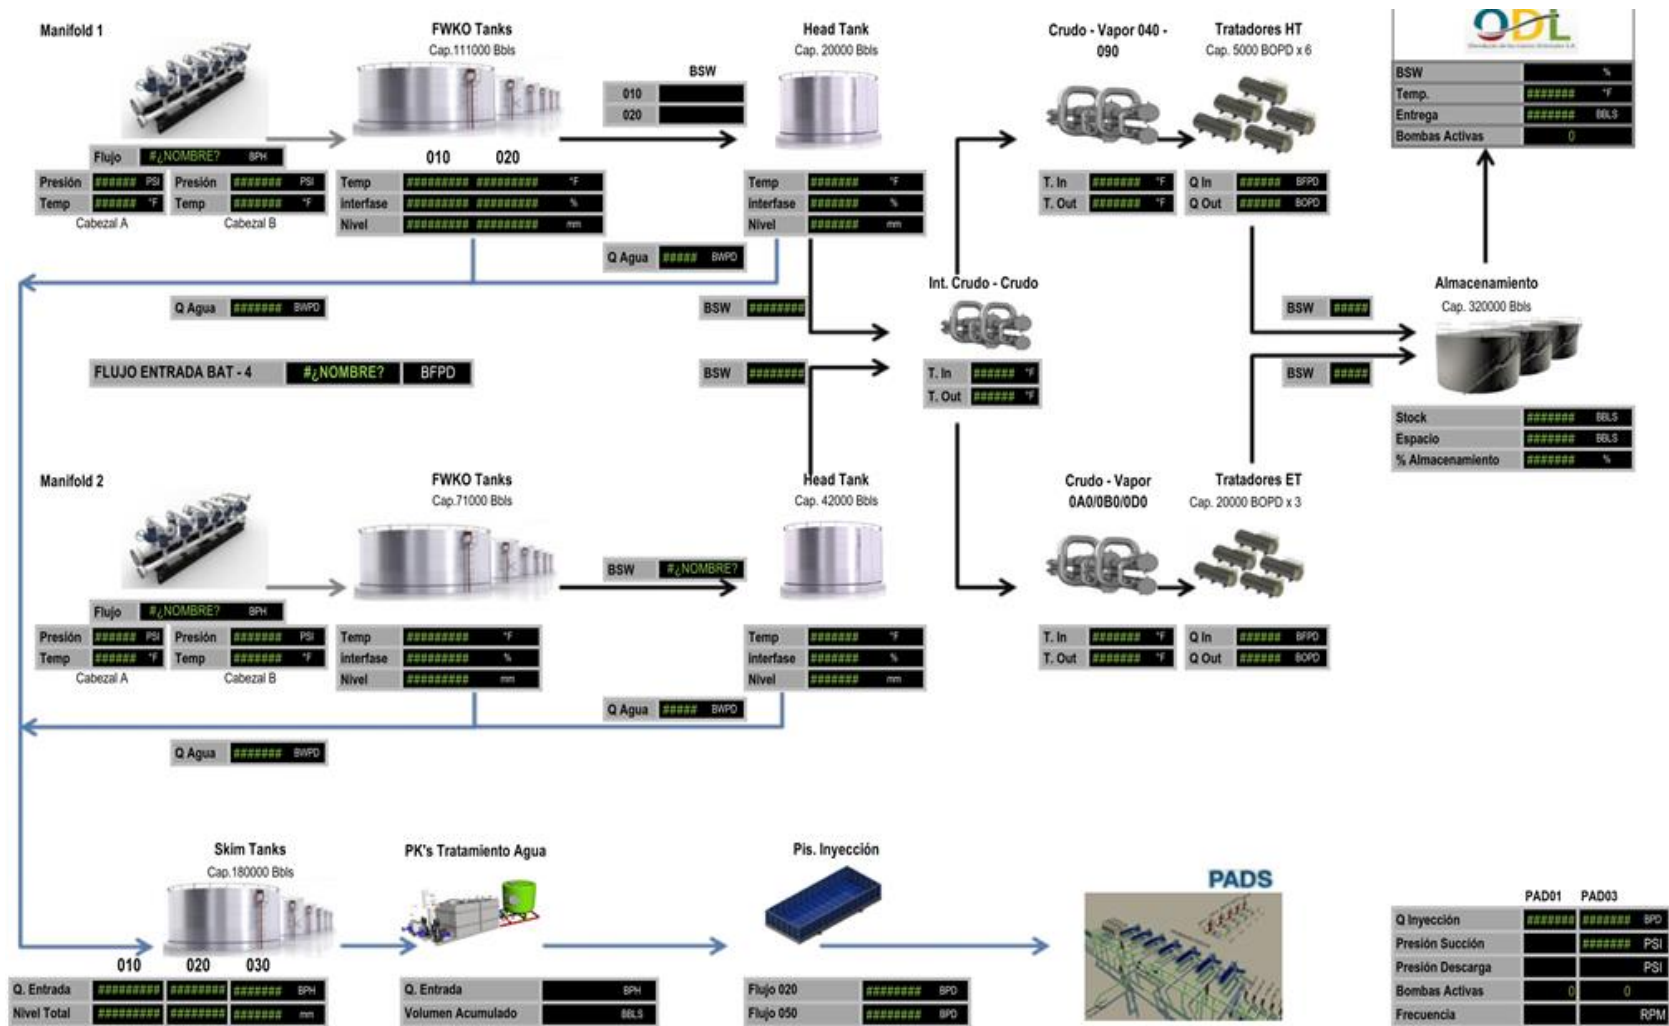 Manifold 1
FWKO Tanks
Cap.111000 Bbls
BSW
010
020
Head Tank
Cap. 20000 Bbls
Crudo - Vapor 040 -
090
Tratadores HT
Cap. 5000 BOPD x 6
ODL
BSW %
Temp. ####### °F
Entrega ####### BBLS
Bombas Activas 0
Flujo #¿NOMBRE? BPH
Presión ###### PSI Presión ####### PSI
Temp ###### °F Temp ####### °F
Cabezal A Cabezal B
010 020
Temp ######### ######### °F
interfase ######### ######### %
Nivel ######### ######### mm
Temp ####### °F
interfase ####### %
Nivel ####### mm
T. In ####### °F
T. Out ####### °F
Q In ###### BFPD
Q Out ###### BOPD
Q Agua ##### BWPD
Q Agua ####### BWPD
BSW ########
Int. Crudo - Crudo
BSW #####
Almacenamiento
Cap. 320000 Bbls
FLUJO ENTRADA BAT - 4 #¿NOMBRE? BFPD
BSW ########
T. In ###### °F
T. Out ###### °F
BSW #####
Stock ####### BBLS
Espacio ####### BBLS
% Almacenamiento ####### %
Manifold 2
FWKO Tanks
Cap.71000 Bbls
Head Tank
Cap. 42000 Bbls
Crudo - Vapor
0A0/0B0/0D0
Tratadores ET
Cap. 20000 BOPD x 3
BSW #¿NOMBRE?
Flujo #¿NOMBRE? BPH
Presión ###### PSI Presión ####### PSI
Temp ###### °F Temp ####### °F
Cabezal A Cabezal B
Temp ######### °F
interfase ######### %
Nivel ######### mm
Temp ####### °F
interfase ####### %
Nivel ####### mm
T. In ####### °F
T. Out ####### °F
Q In ###### BFPD
Q Out ###### BOPD
Q Agua ##### BWPD
Q Agua ####### BWPD
Skim Tanks
Cap.180000 Bbls
PK's Tratamiento Agua
Pis. Inyección
PADS
010 020 030
Q. Entrada ######### ######## ####### BPH
Nivel Total ######### ######## ####### mm
Q. Entrada BPH
Volumen Acumulado BBLS
Flujo 020 ######## BPD
Flujo 050 ######## BPD
PAD01 PAD03
Q Inyección ####### ####### BPD
Presión Succión ####### PSI
Presión Descarga PSI
Bombas Activas 0 0
Frecuencia RPM